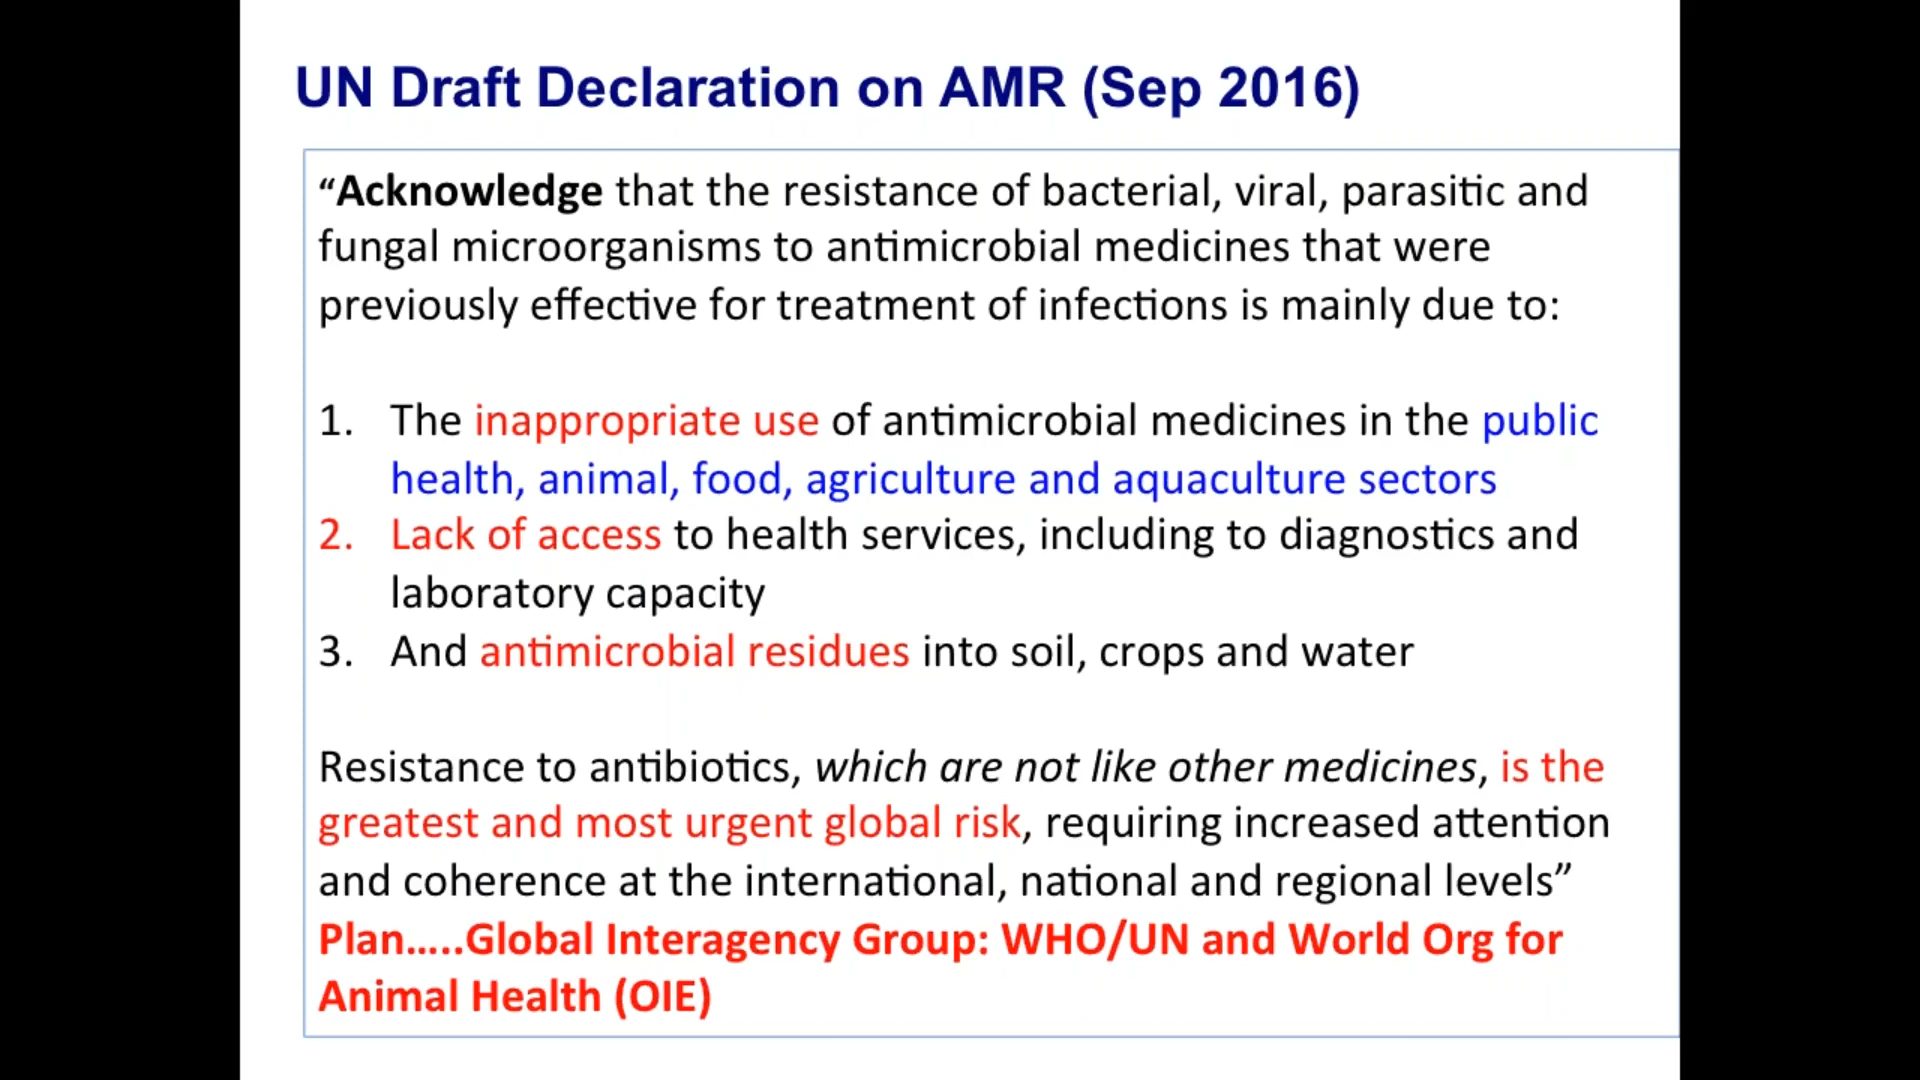 UN Draft Declaration on AMR (Sep 2016)
“Acknowledge that the resistance of bacterial, viral, parasitic and
fungal microorganisms to antimicrobial medicines that were
previously effective for treatment of infections is mainly due to:
1. The inappropriate use of antimicrobial medicines in the public
health, animal, food, agriculture and aquaculture sectors
2. Lack of access to health services, including to diagnostics and
laboratory capacity
3. And antimicrobial residues into soil, crops and water
Resistance to antibiotics, which are not like other medicines, is the
greatest and most urgent global risk, requiring increased attention
and coherence at the international, national and regional levels”
Plan…..Global Interagency Group: WHO/UN and World Org for
Animal Health (OIE)